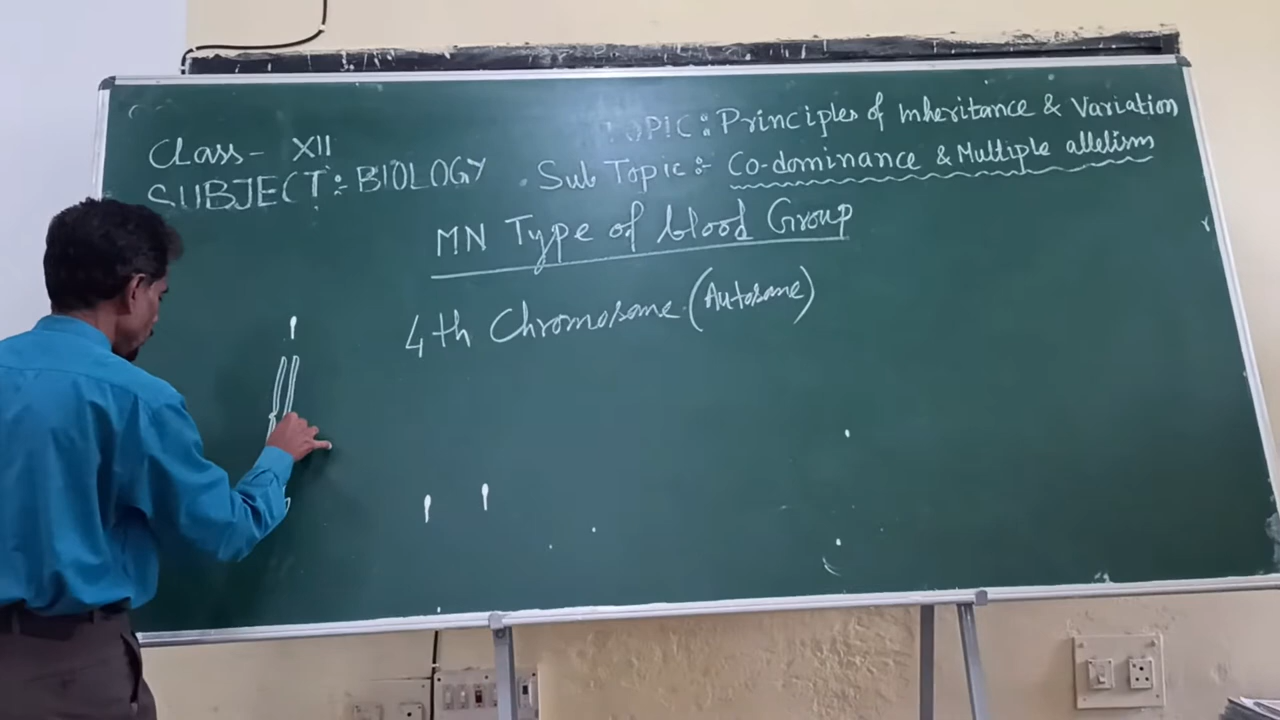 Class- XII
SUBJECT:- BIOLOGY
TOPIC: Principles of Inheritance & Variation
Sub Topic:- Co-dominance & Multiple allelism
MN Type of blood Group
4th Chromosome (Autosome)